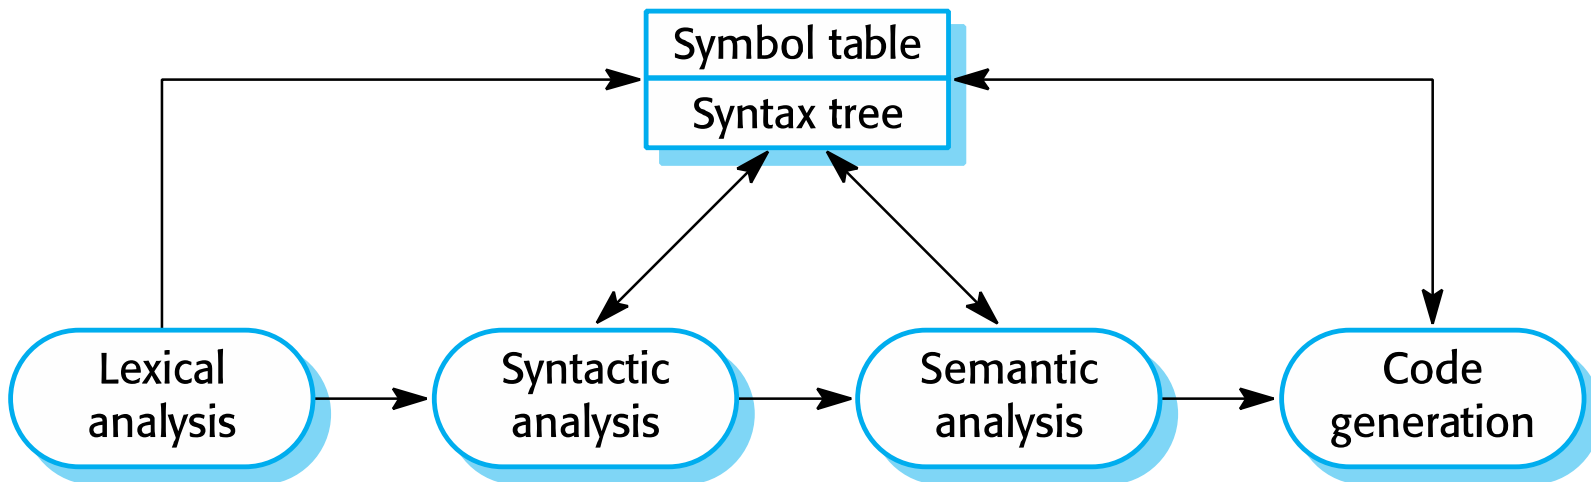 Symbol table
Syntax tree
Lexical
analysis
Syntactic
analysis
Semantic
analysis
Code
generation